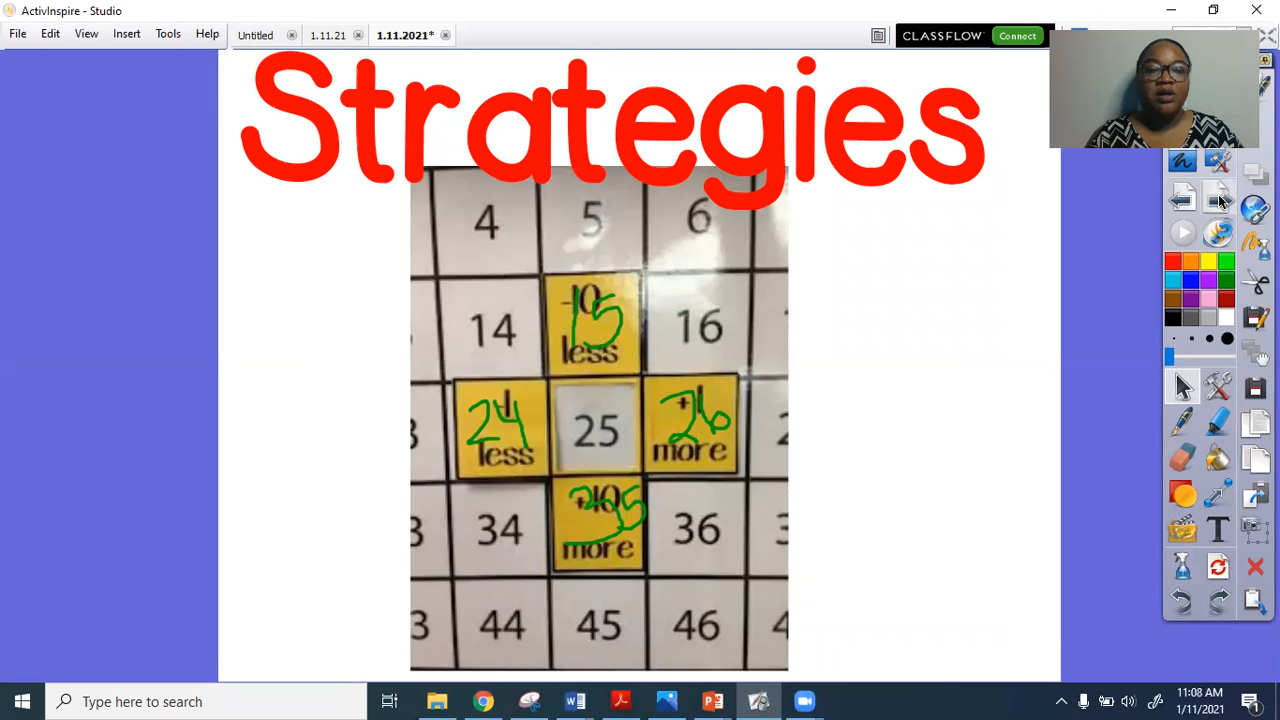 ActivInspire - Studio
File Edit View Insert Tools Help Untitled 1.11.21 1.11.2021* CLASSFLOW Connect
Strategies
4 5 6
14 -10 15 less 16
24 less 25 +1 26 more
34 +10 35 more 36
3 44 45 46 4
Type here to search
11:08 AM
1/11/2021
1